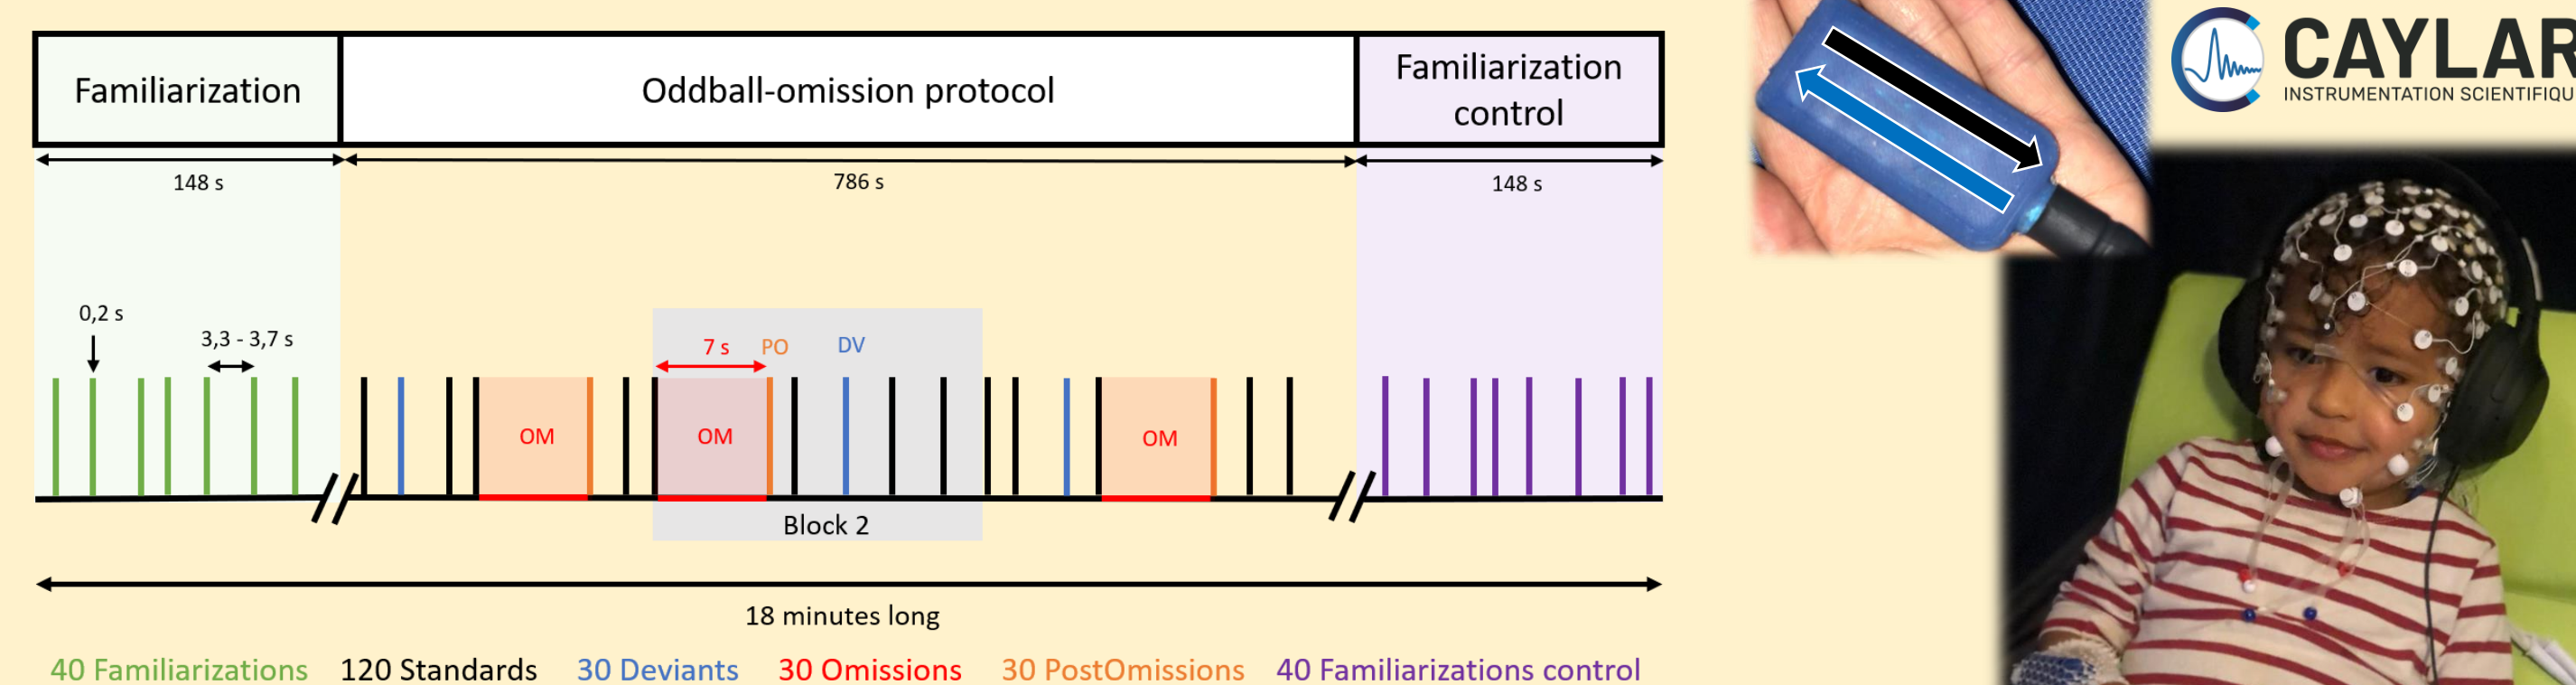 Familiarization
Oddball-omission protocol
Familiarization
control
148 s
786 s
148 s
0,2 s
3,3 - 3,7 s
7 s
PO
DV
OM
OM
OM
Block 2
18 minutes long
40 Familiarizations
120 Standards
30 Deviants
30 Omissions
30 PostOmissions
40 Familiarizations control
CAYLAR
INSTRUMENTATION SCIENTIFIQU